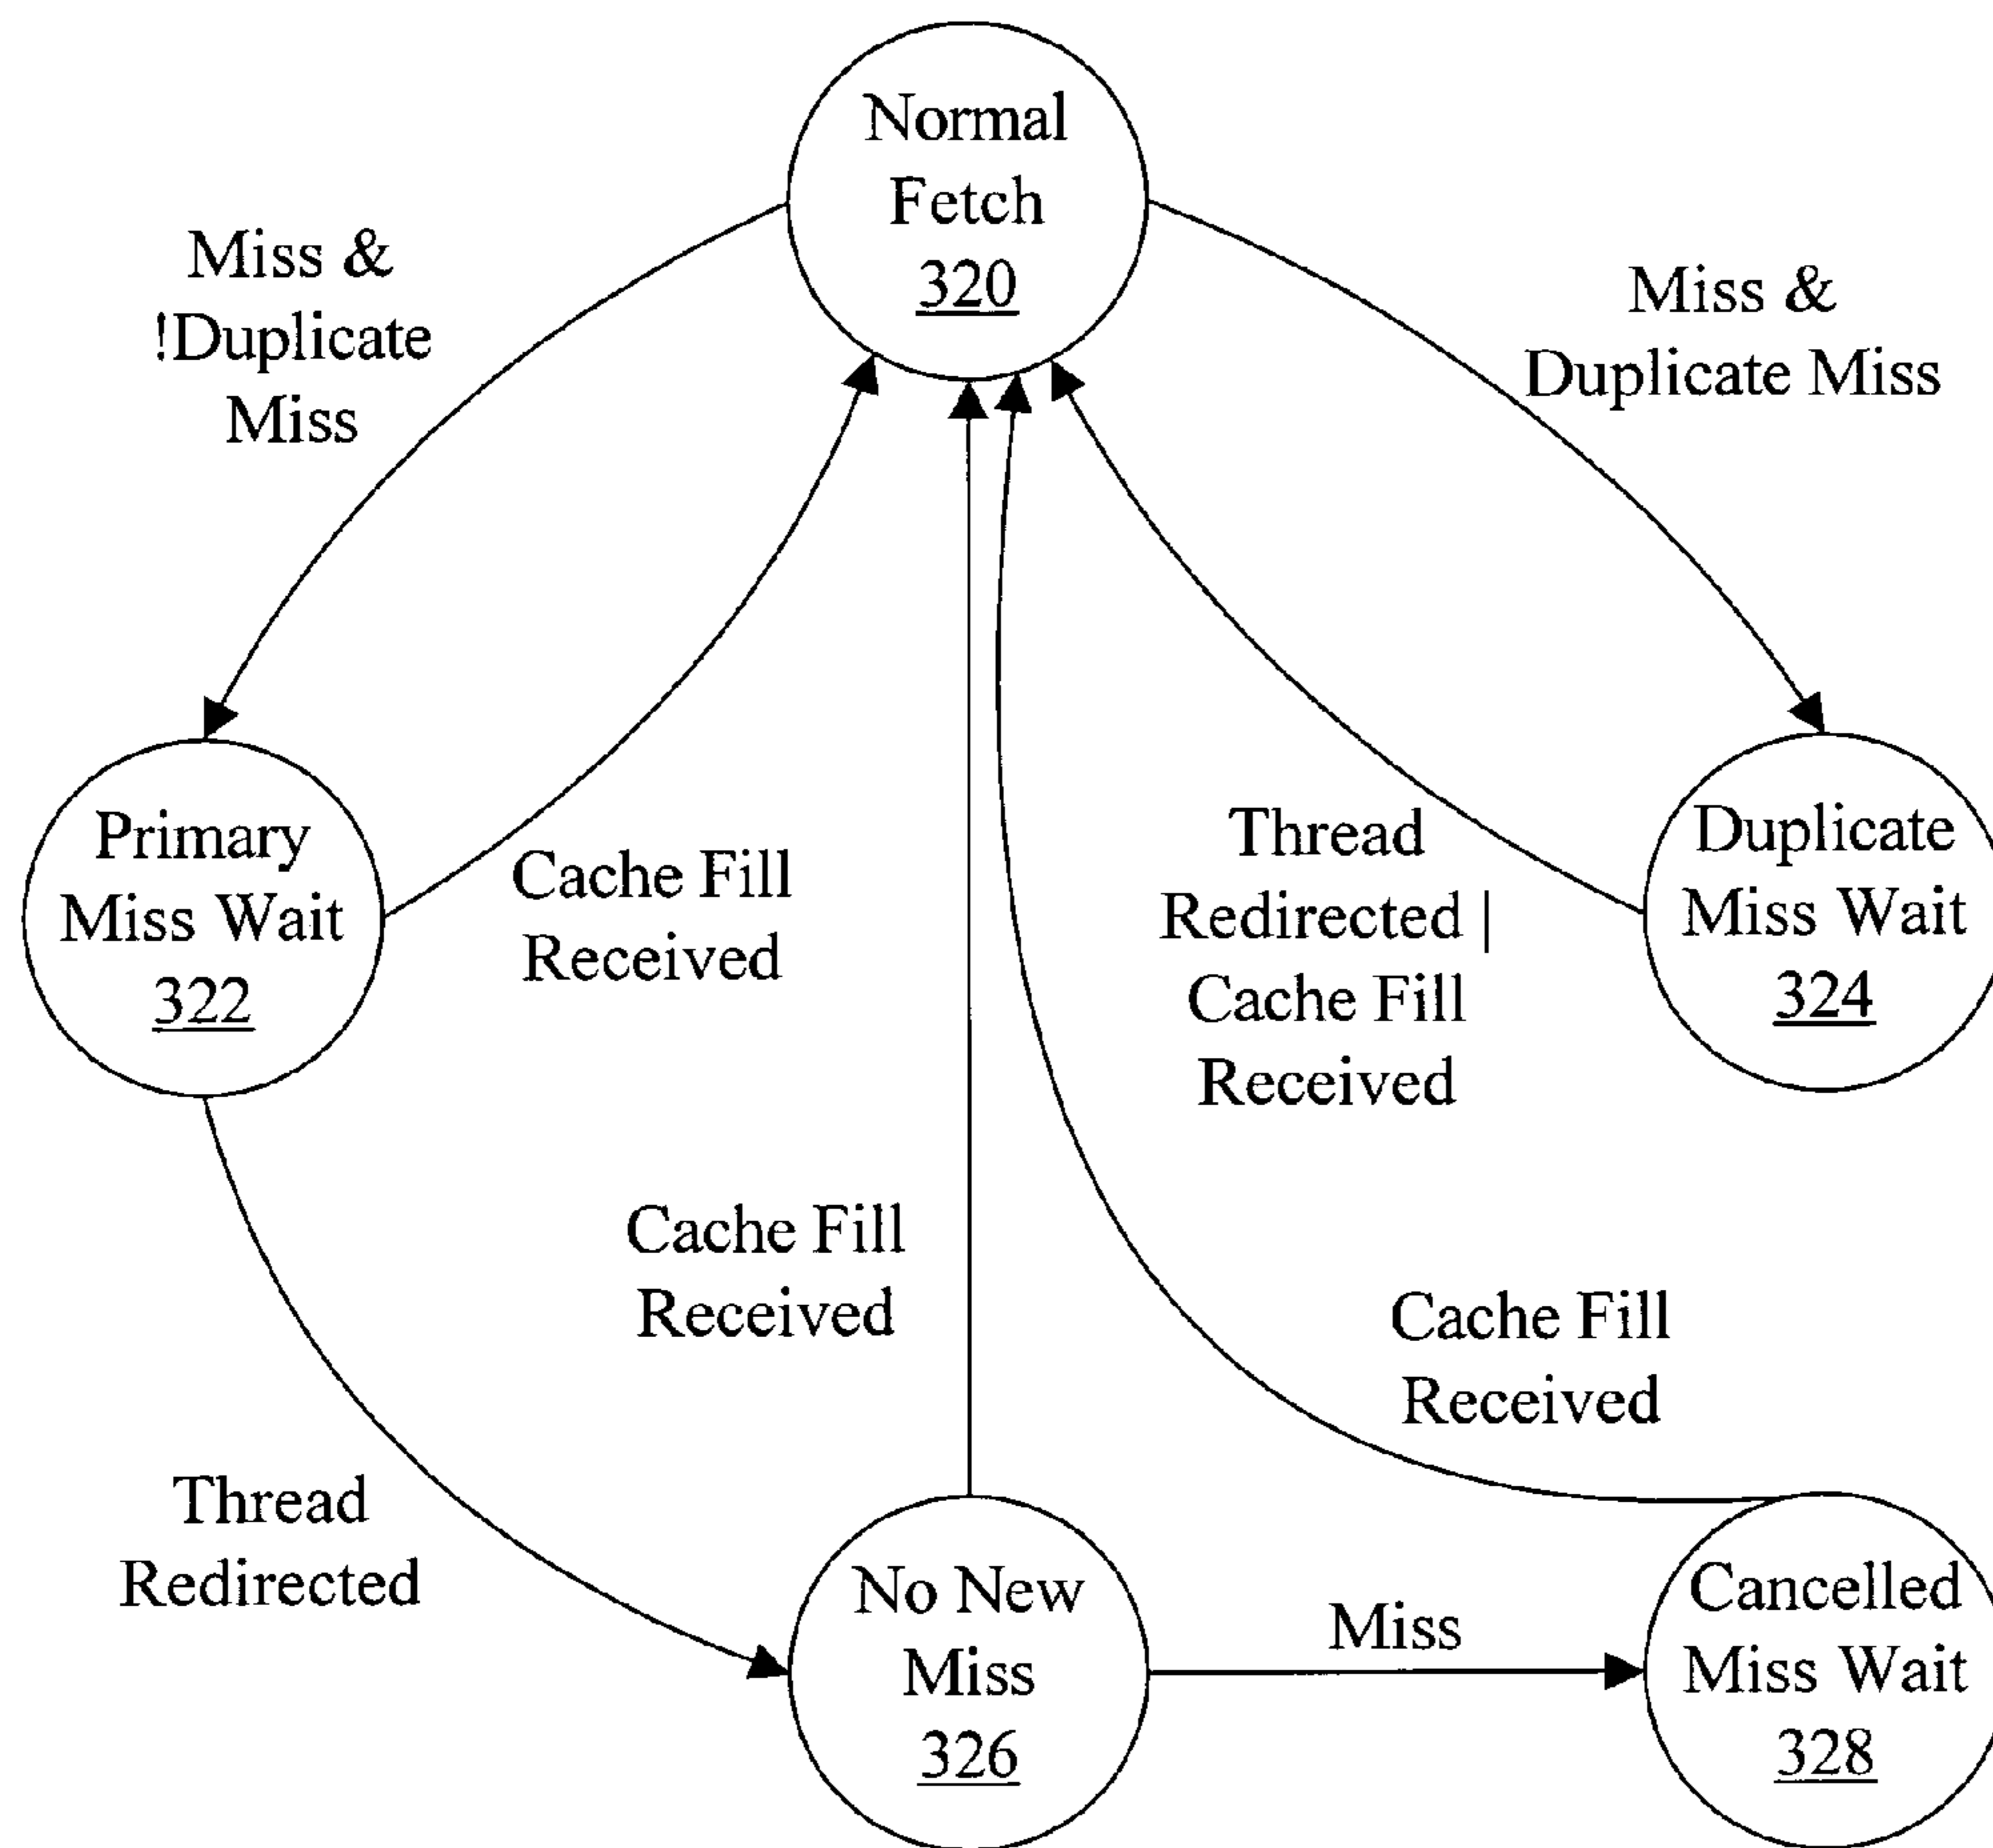 Normal
Fetch
320
Miss &
!Duplicate
Miss
Miss &
Duplicate Miss
Primary
Miss Wait
322
Cache Fill
Received
Thread
Redirected |
Cache Fill
Received
Duplicate
Miss Wait
324
Cache Fill
Received
Cache Fill
Received
Thread
Redirected
No New
Miss
326
Miss
Cancelled
Miss Wait
328